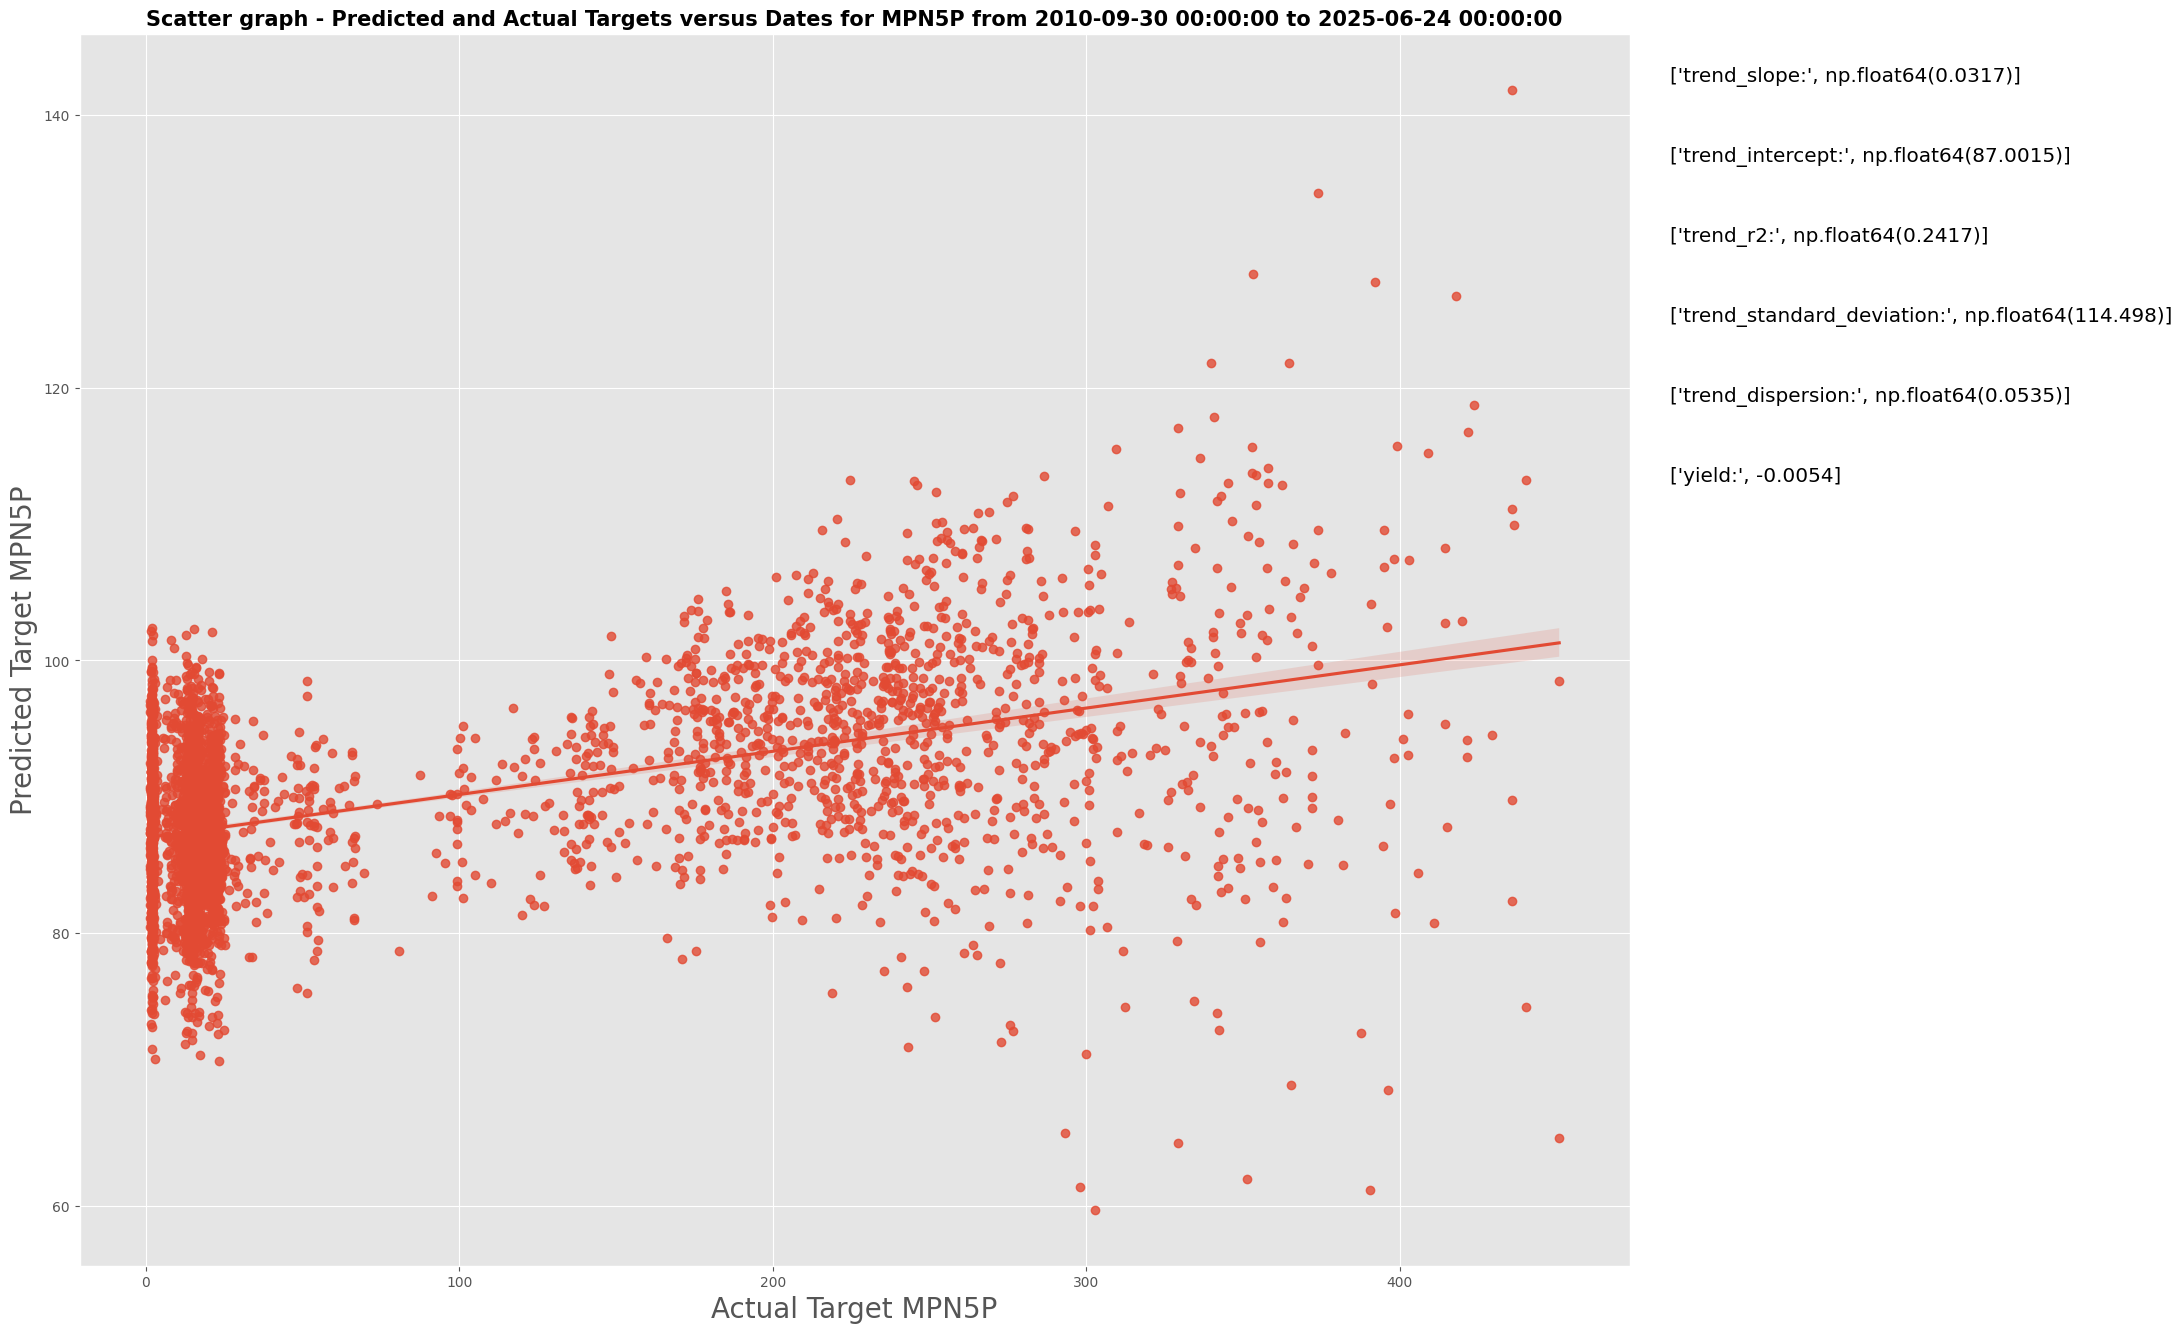 Scatter graph - Predicted and Actual Targets versus Dates for MPN5P from 2010-09-30 00:00:00 to 2025-06-24 00:00:00
['trend_slope:', np.float64(0.0317)]
['trend_intercept:', np.float64(87.0015)]
['trend_r2:', np.float64(0.2417)]
['trend_standard_deviation:', np.float64(114.498)]
['trend_dispersion:', np.float64(0.0535)]
['yield:', -0.0054]
Predicted Target MPN5P
140
120
100
80
60
0
100
200
300
400
Actual Target MPN5P